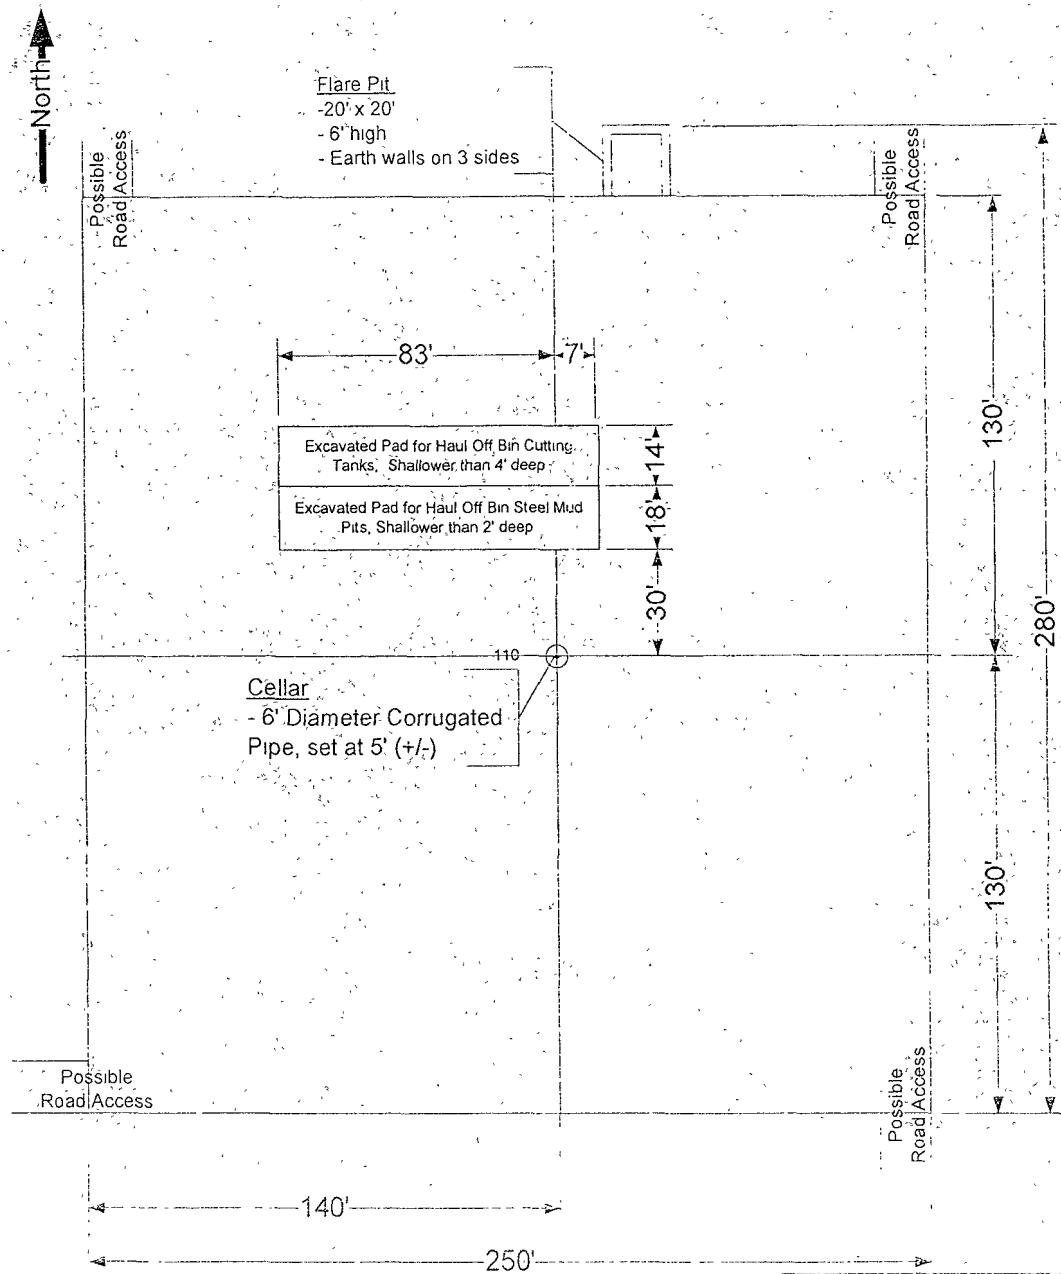 North
Flare Pit
-20' x 20'
- 6' high
- Earth walls on 3 sides
Possible
Road Access
Possible
Road Access
83'
7'
130'
Excavated Pad for Haul Off Bin Cutting
Tanks, Shallower than 4' deep
14'
Excavated Pad for Haul Off Bin Steel Mud
Pits, Shallower than 2' deep
18'
30'
280'
110
Cellar
- 6' Diameter Corrugated
Pipe, set at 5' (+/-)
130'
Possible
Road Access
Possible
Road Access
140'
250'